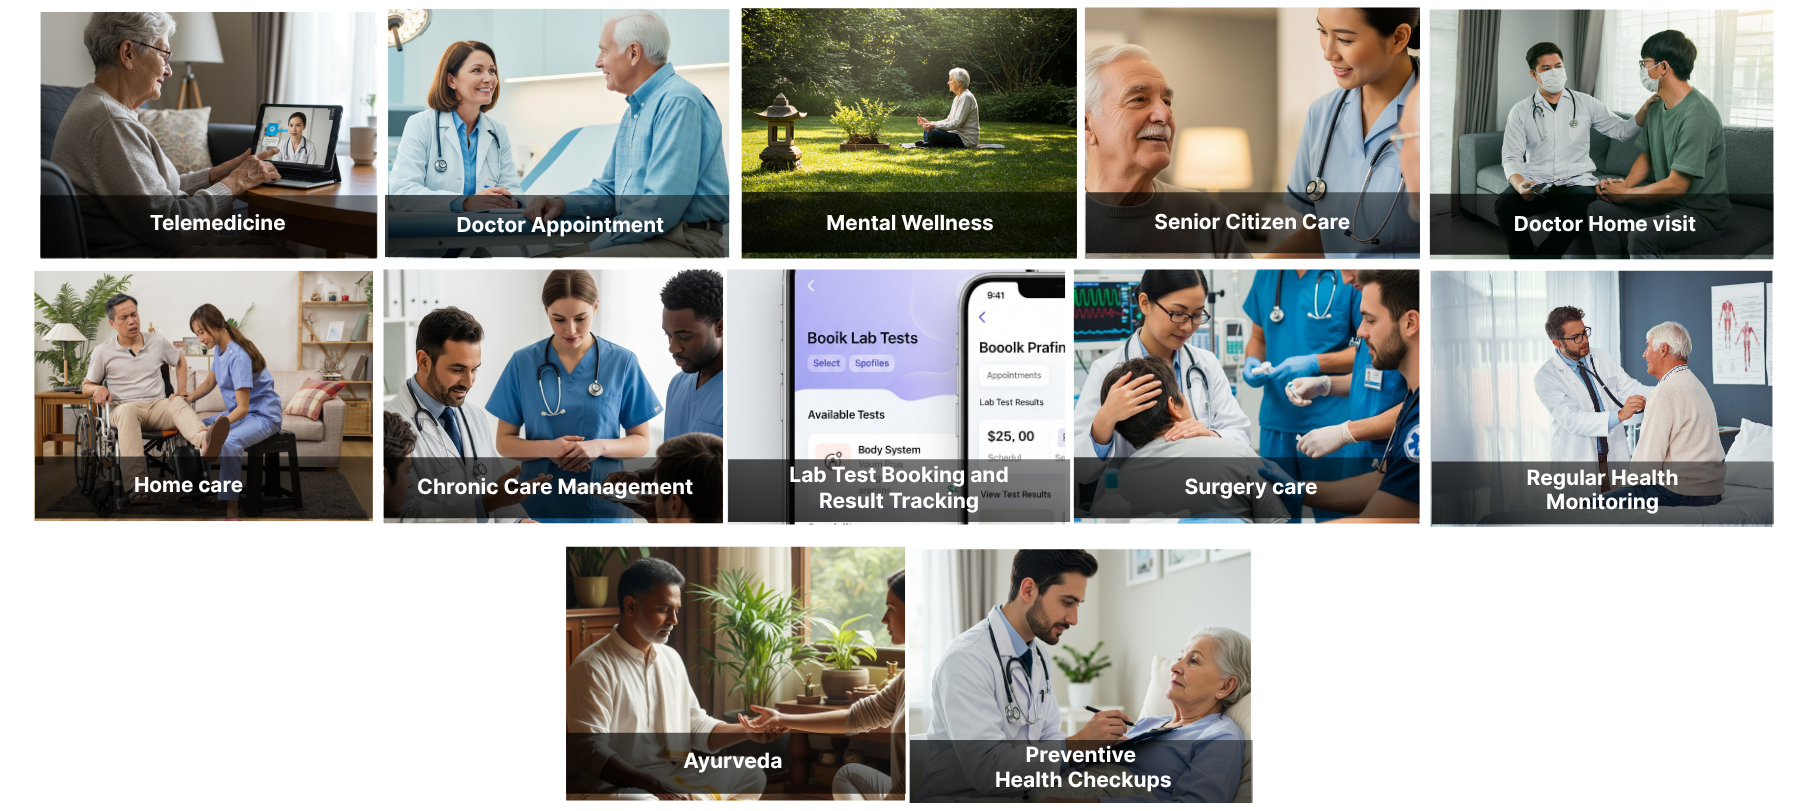 Telemedicine
Doctor Appointment
Mental Wellness
Senior Citizen Care
Doctor Home visit
Home care
Chronic Care Management
9:41
Booik Lab Tests
Select
Spofiles
Available Tests
Body System
Booolk Prafin
Appointments
Lab Test Results
$25, 00
Schedul
Se
View Test Results
Lab Test Booking and
Result Tracking
Surgery care
Regular Health
Monitoring
Ayurveda
Preventive
Health Checkups